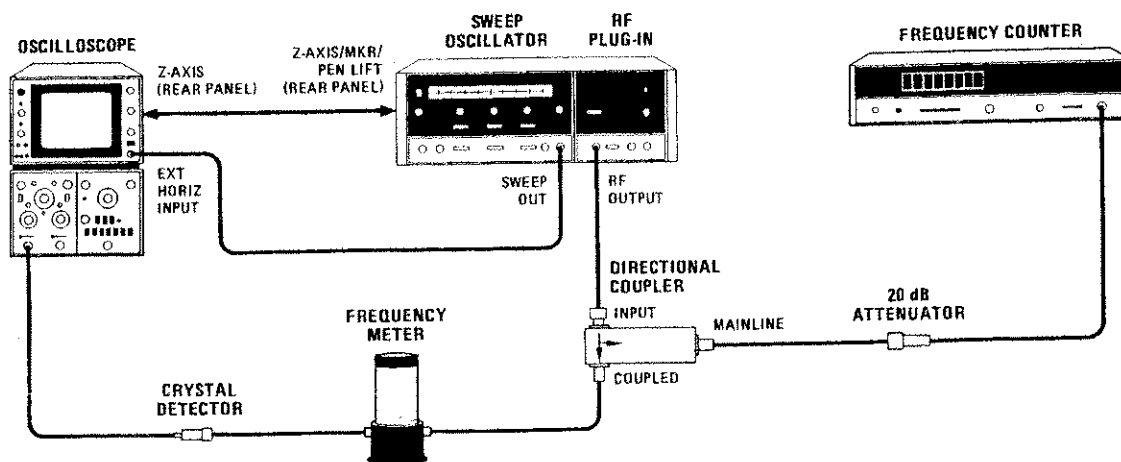 OSCILLOSCOPE
Z-AXIS
(REAR PANEL)
Z-AXIS/MKR/
PEN LIFT
(REAR PANEL)
SWEEP
OSCILLATOR
RF
PLUG-IN
FREQUENCY COUNTER
EXT
HORIZ
INPUT
SWEEP
OUT
RF
OUTPUT
DIRECTIONAL
COUPLER
INPUT
MAINLINE
COUPLED
20 dB
ATTENUATOR
FREQUENCY
METER
CRYSTAL
DETECTOR